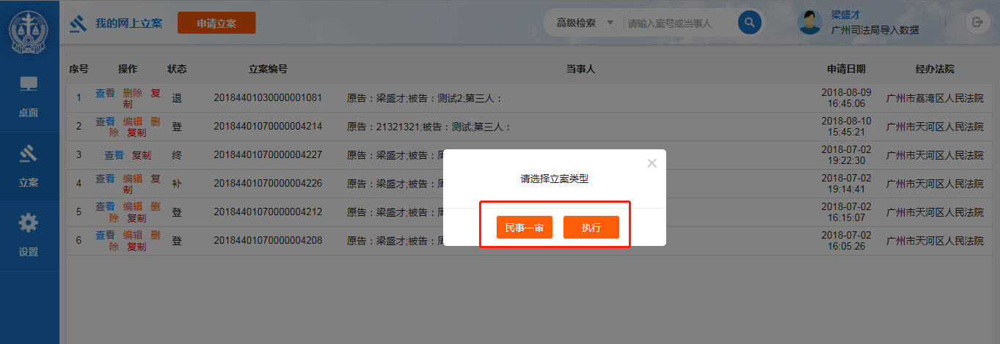 我的网上立案
申请立案
高级检索
请输入案号或当事人
梁盛才
广州司法局导入数据
桌面
立案
设置
序号 操作 状态 立案编号 当事人 申请日期 经办法院
1 查看 删除 复制 退 20184401030000001081 原告：梁盛才;被告：测试2;第三人： 2018-08-09 16:45:06 广州市荔湾区人民法院
2 查看 编辑 删除 复制 登 20184401070000004214 原告：21321321;被告：测试;第三人： 2018-08-10 15:45:21 广州市天河区人民法院
3 查看 复制 终 20184401070000004227 原告：梁盛才;被告： 2018-07-02 19:22:30 广州市天河区人民法院
4 查看 编辑 复制 补 20184401070000004226 原告：梁盛才;被告： 2018-07-02 19:14:41 广州市天河区人民法院
5 查看 编辑 删除 复制 登 20184401070000004212 原告：梁盛才;被告： 2018-07-02 16:15:07 广州市天河区人民法院
6 查看 编辑 删除 复制 登 20184401070000004208 原告：梁盛才;被告： 2018-07-02 16:05:26 广州市天河区人民法院
请选择立案类型
民事一审
执行